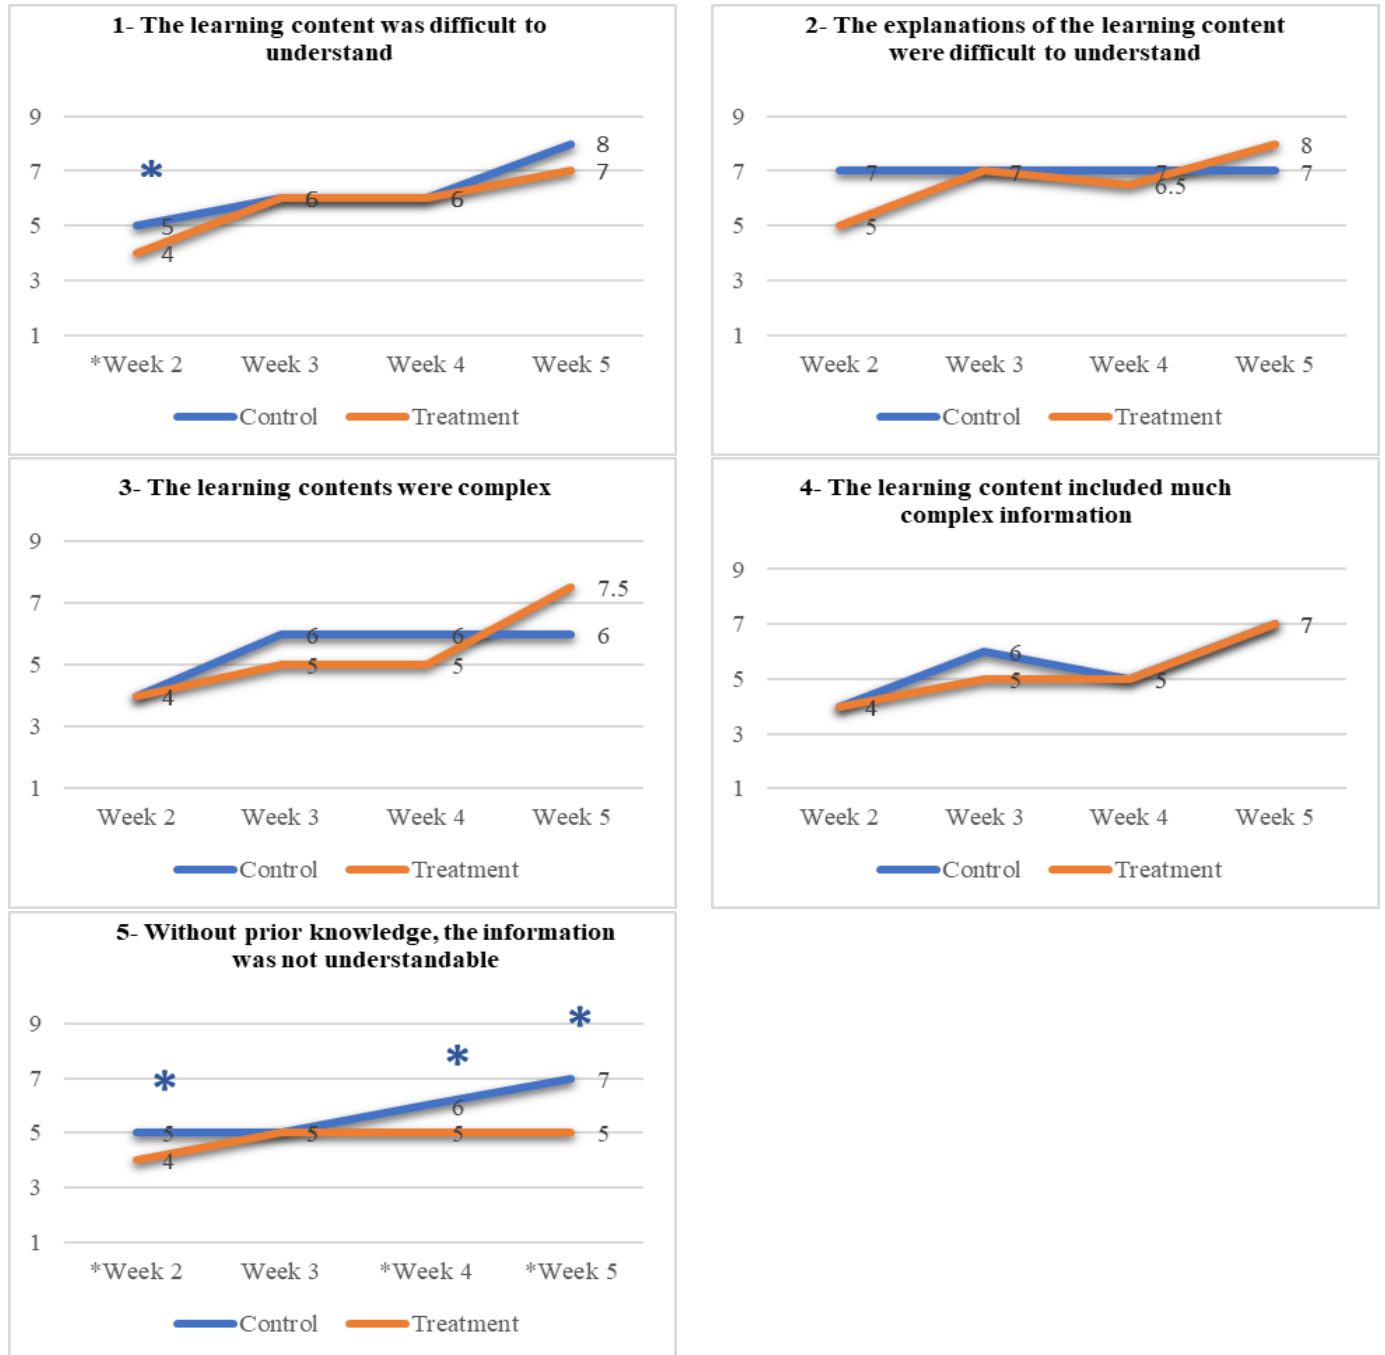 1- The learning content was difficult to
understand
9
7
5
3
1
*
8
7
6
6
5
4
*Week 2 Week 3 Week 4 Week 5
Control Treatment
2- The explanations of the learning content
were difficult to understand
9
7
5
3
1
8
7 7 7 7
6.5
5
Week 2 Week 3 Week 4 Week 5
Control Treatment
3- The learning contents were complex
9
7
5
3
1
7.5
6 6 6
5 5
4
Week 2 Week 3 Week 4 Week 5
Control Treatment
4- The learning content included much
complex information
9
7
5
3
1
7
6
5 5
4
Week 2 Week 3 Week 4 Week 5
Control Treatment
5- Without prior knowledge, the information
was not understandable
9
7
5
3
1
* * *
7
6
5 5 5 5
4
*Week 2 Week 3 *Week 4 *Week 5
Control Treatment